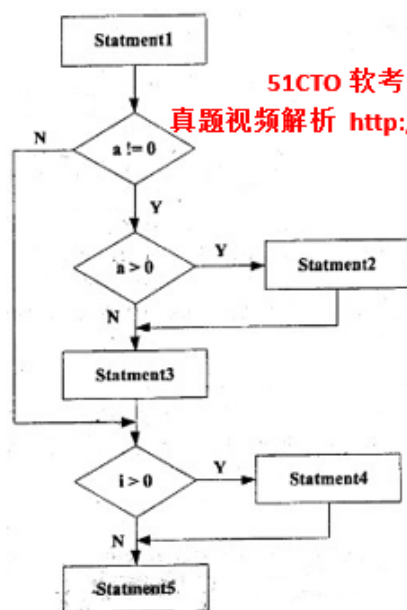 Statment1
51CTO 软考
真题视频解析 http:/
N
a != 0
Y
a > 0
Y
Statment2
N
Statment3
i > 0
Y
Statment4
N
Statment5